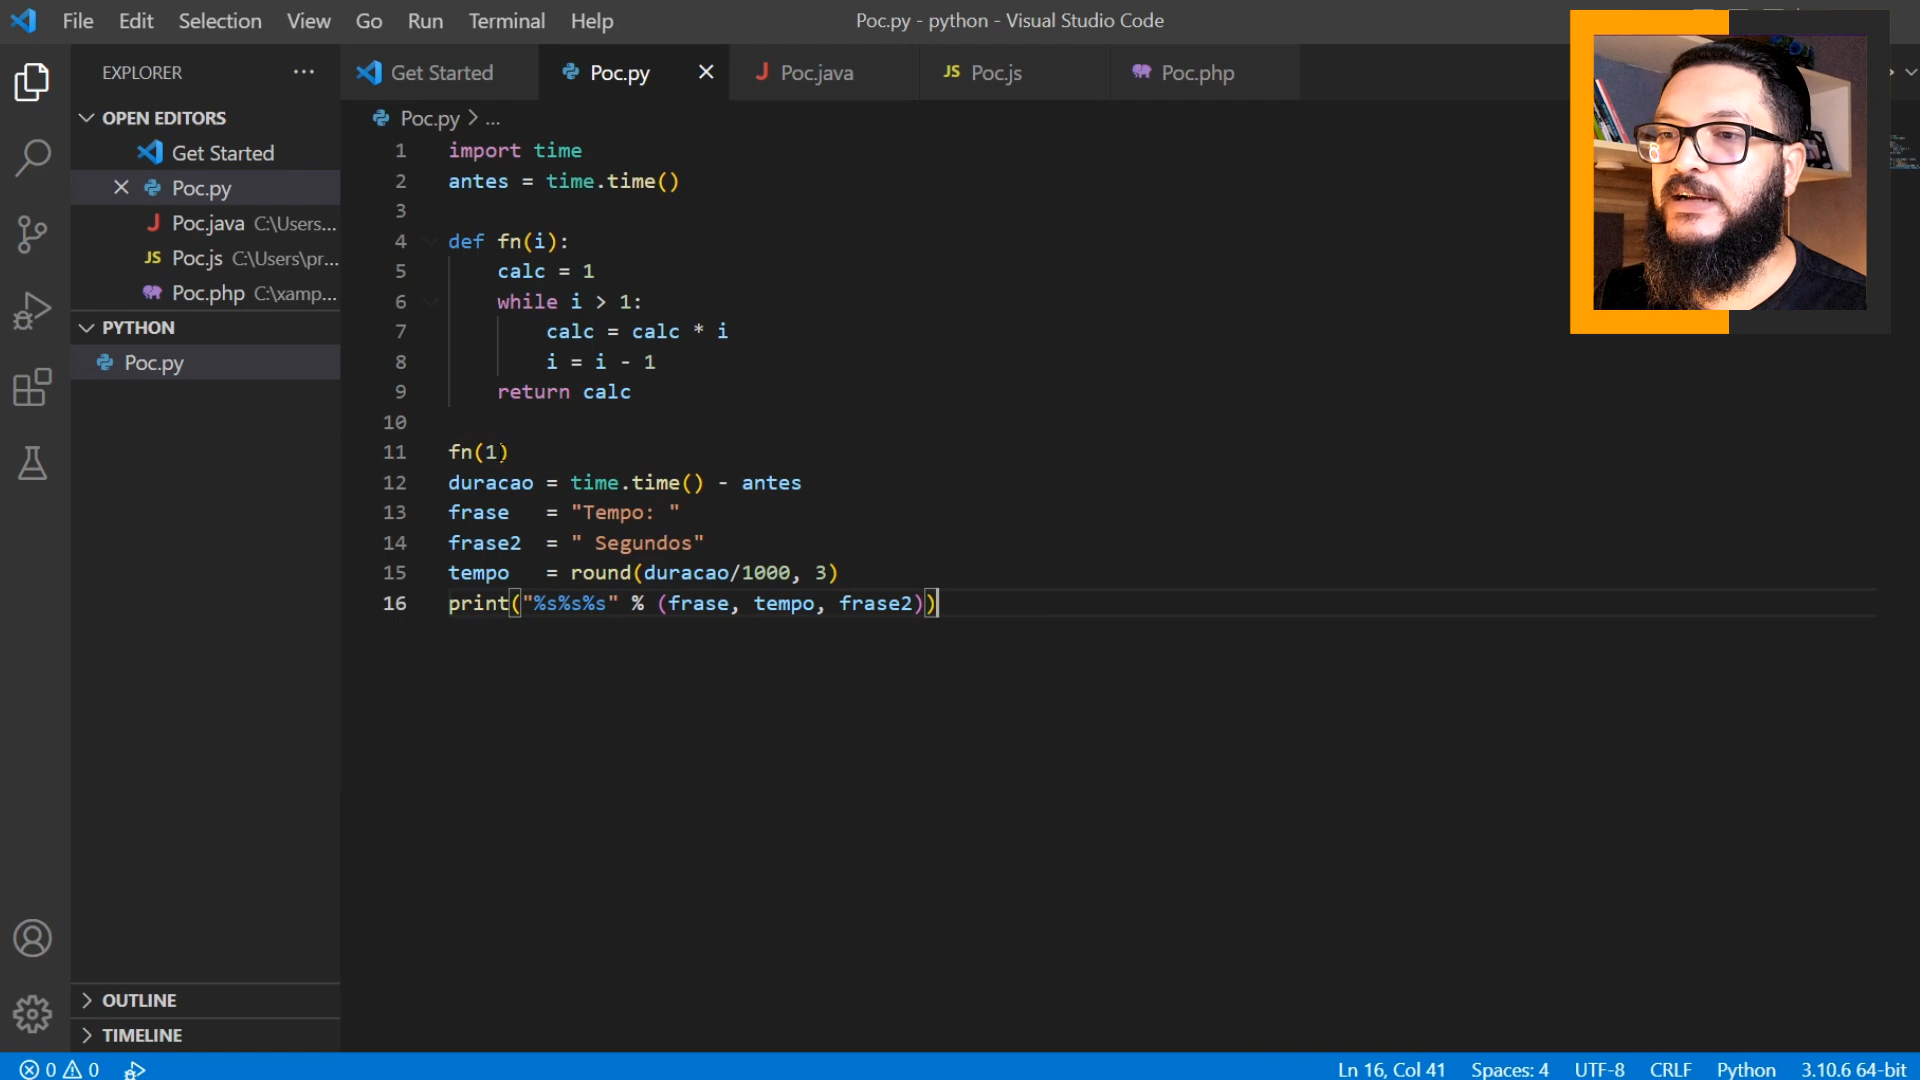 File Edit Selection View Go Run Terminal Help
Poc.py - python - Visual Studio Code
EXPLORER
Get Started
Poc.py
Poc.java
JS Poc.js
Poc.php
OPEN EDITORS
Get Started
Poc.py
Poc.java C:\Users...
JS Poc.js C:\Users\pr...
Poc.php C:\xamp...
PYTHON
Poc.py
OUTLINE
TIMELINE
Poc.py > ...
1 import time
2 antes = time.time()
3
4 def fn(i):
5 calc = 1
6 while i > 1:
7 calc = calc * i
8 i = i - 1
9 return calc
10
11 fn(1)
12 duracao = time.time() - antes
13 frase = "Tempo: "
14 frase2 = " Segundos"
15 tempo = round(duracao/1000, 3)
16 print("%s%s%s" % (frase, tempo, frase2))
0 0
Ln 16, Col 41 Spaces: 4 UTF-8 CRLF Python 3.10.6 64-bit